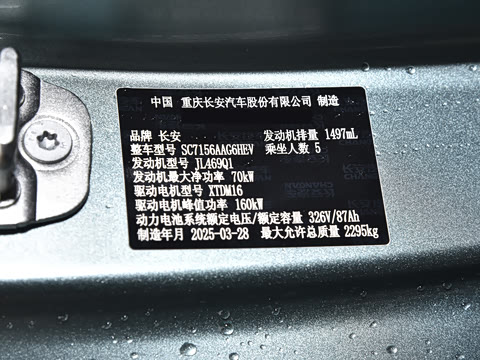 中国 重庆长安汽车股份有限公司 制造
品牌 长安 发动机排量 1497mL
整车型号 SC7156AAG6HEV 乘坐人数 5
发动机型号 JL469Q1
发动机最大净功率 70kW
驱动电机型号 XTDM16
驱动电机峰值功率 160kW
动力电池系统额定电压/额定容量 326V/87Ah
制造年月 2025-03-28 最大允许总质量 2295kg